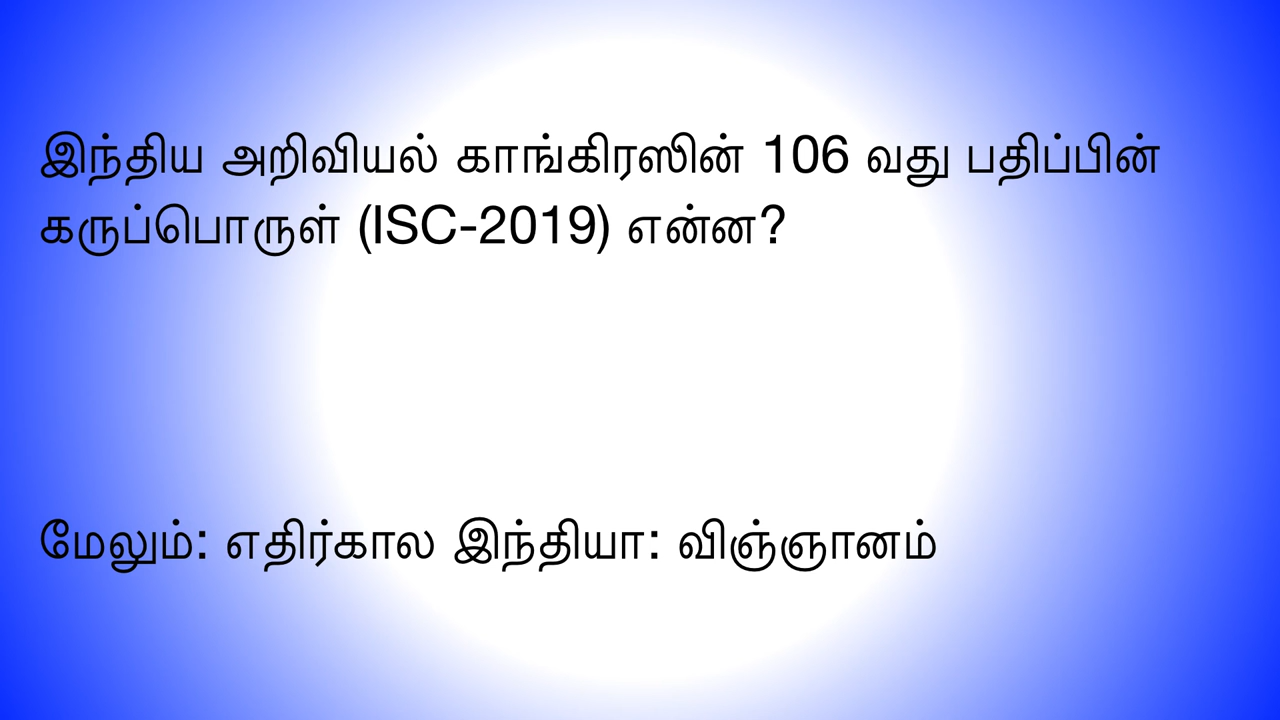 இந்திய அறிவியல் காங்கிரஸின் 106 வது பதிப்பின்
கருப்பொருள் (ISC-2019) என்ன?
மேலும்: எதிர்கால இந்தியா: விஞ்ஞானம்